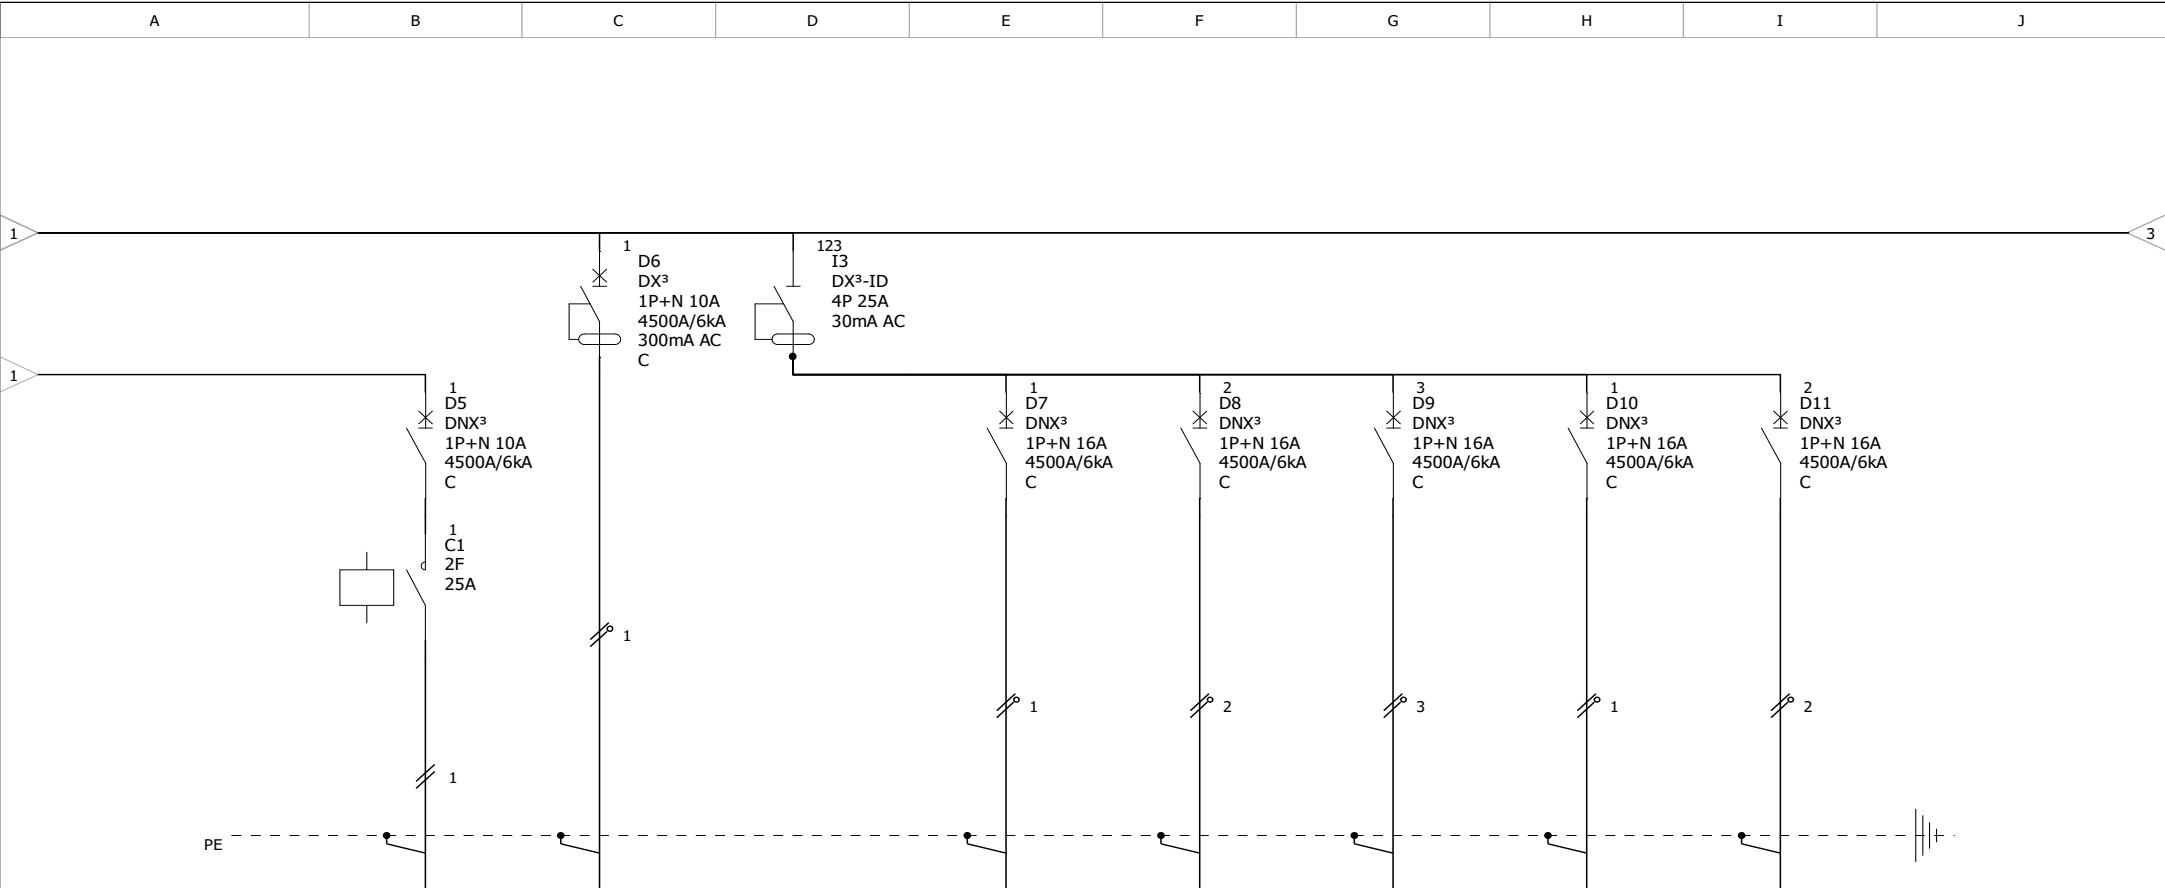 A B C D E F G H I J
1
3
1
D6
DX³
1P+N 10A
4500A/6kA
300mA AC
C
123
I3
DX³-ID
4P 25A
30mA AC
1
1
D5
DNX³
1P+N 10A
4500A/6kA
C
1
D7
DNX³
1P+N 16A
4500A/6kA
C
2
D8
DNX³
1P+N 16A
4500A/6kA
C
3
D9
DNX³
1P+N 16A
4500A/6kA
C
1
D10
DNX³
1P+N 16A
4500A/6kA
C
2
D11
DNX³
1P+N 16A
4500A/6kA
C
1
C1
2F
25A
1
1
2
3
1
2
1
PE